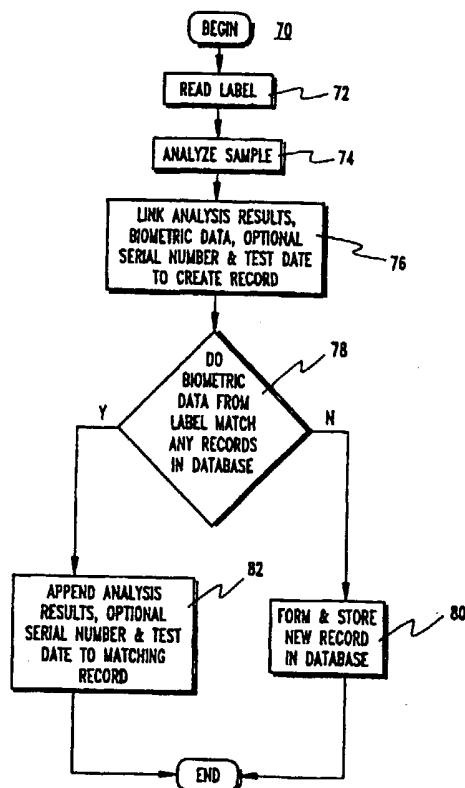 BEGIN 70
READ LABEL 72
ANALYZE SAMPLE 74
LINK ANALYSIS RESULTS,
BIOMETRIC DATA, OPTIONAL
SERIAL NUMBER & TEST DATE
TO CREATE RECORD
76
78
DO
BIOMETRIC
DATA FROM
LABEL MATCH
ANY RECORDS
IN DATABASE
Y
N
82
APPEND ANALYSIS
RESULTS, OPTIONAL
SERIAL NUMBER & TEST
DATE TO MATCHING
RECORD
80
FORM & STORE
NEW RECORD
IN DATABASE
END